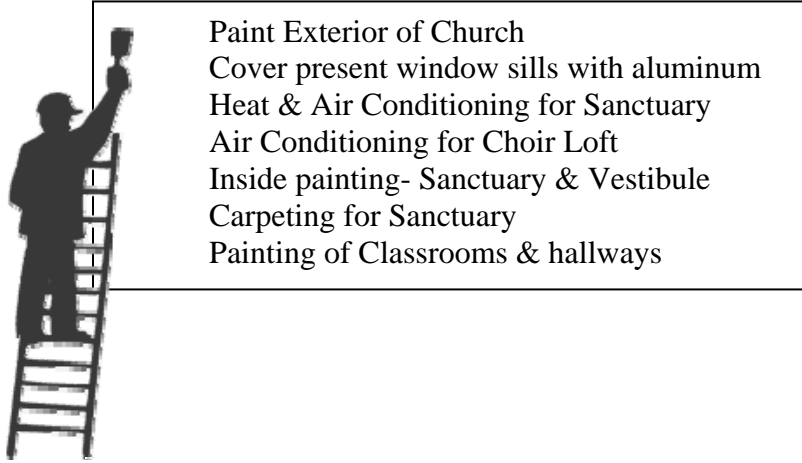 Paint Exterior of Church
Cover present window sills with aluminum
Heat & Air Conditioning for Sanctuary
Air Conditioning for Choir Loft
Inside painting- Sanctuary & Vestibule
Carpeting for Sanctuary
Painting of Classrooms & hallways